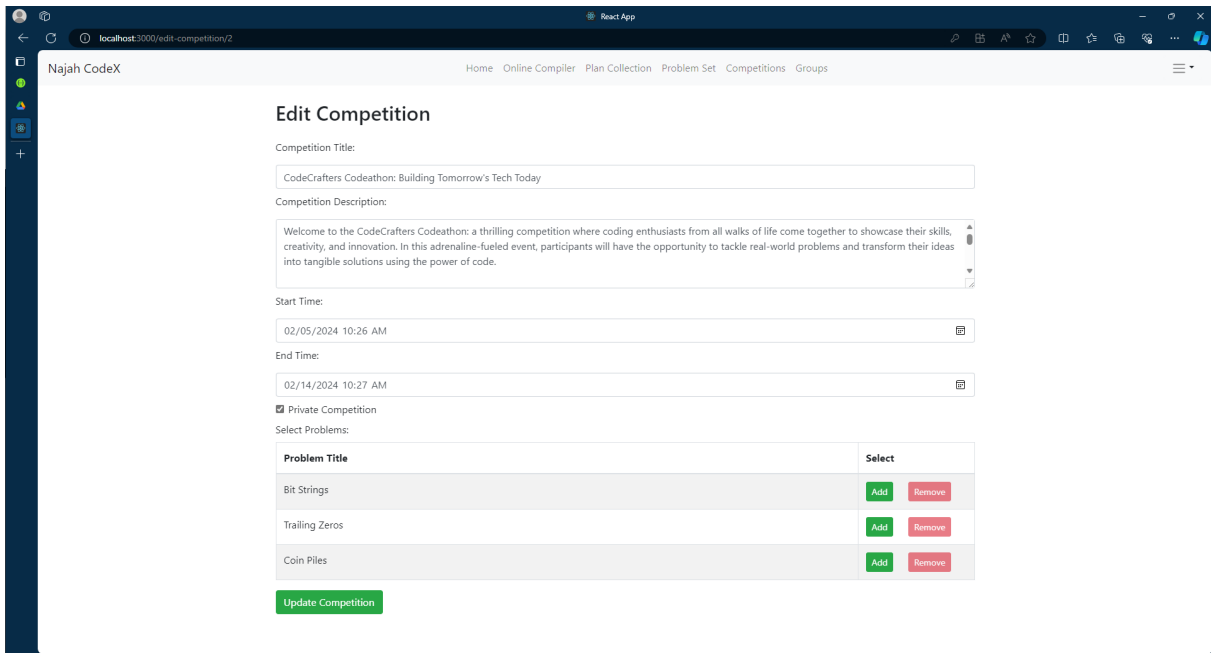 React App
localhost:3000/edit-competition/2
Najah CodeX
Home Online Compiler Plan Collection Problem Set Competitions Groups
Edit Competition
Competition Title:
CodeCrafters Codeathon: Building Tomorrow's Tech Today
Competition Description:
Welcome to the CodeCrafters Codeathon: a thrilling competition where coding enthusiasts from all walks of life come together to showcase their skills,
creativity, and innovation. In this adrenaline-fueled event, participants will have the opportunity to tackle real-world problems and transform their ideas
into tangible solutions using the power of code.
Start Time:
02/05/2024 10:26 AM
End Time:
02/14/2024 10:27 AM
Private Competition
Select Problems:
Problem Title Select
Bit Strings Add Remove
Trailing Zeros Add Remove
Coin Piles Add Remove
Update Competition